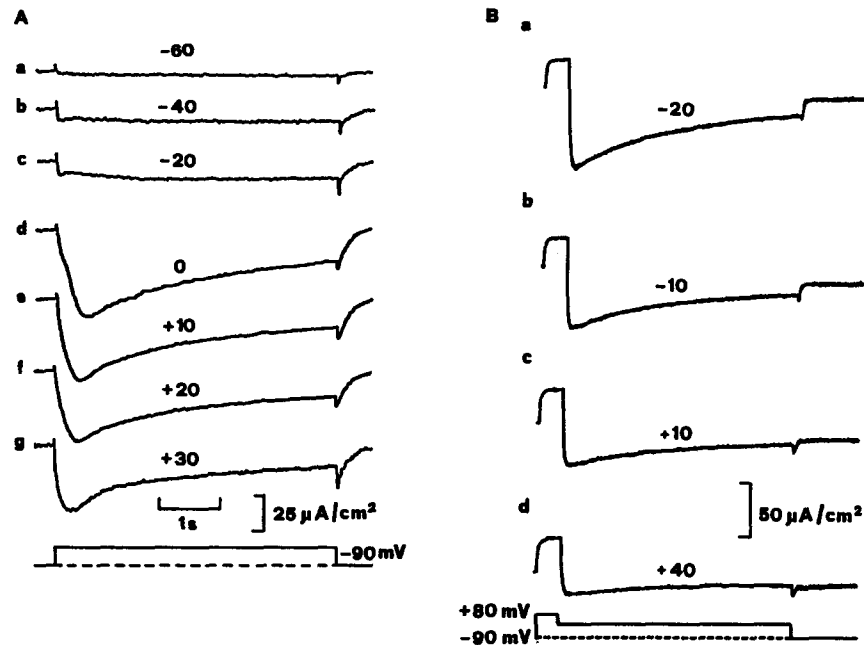 A
a
-60
b
-40
c
-20
d
0
e
+10
f
+20
g
+30
1s
25 µA/cm²
-90 mV
B
a
-20
b
-10
c
+10
d
50 µA/cm²
+40
+80 mV
-90 mV